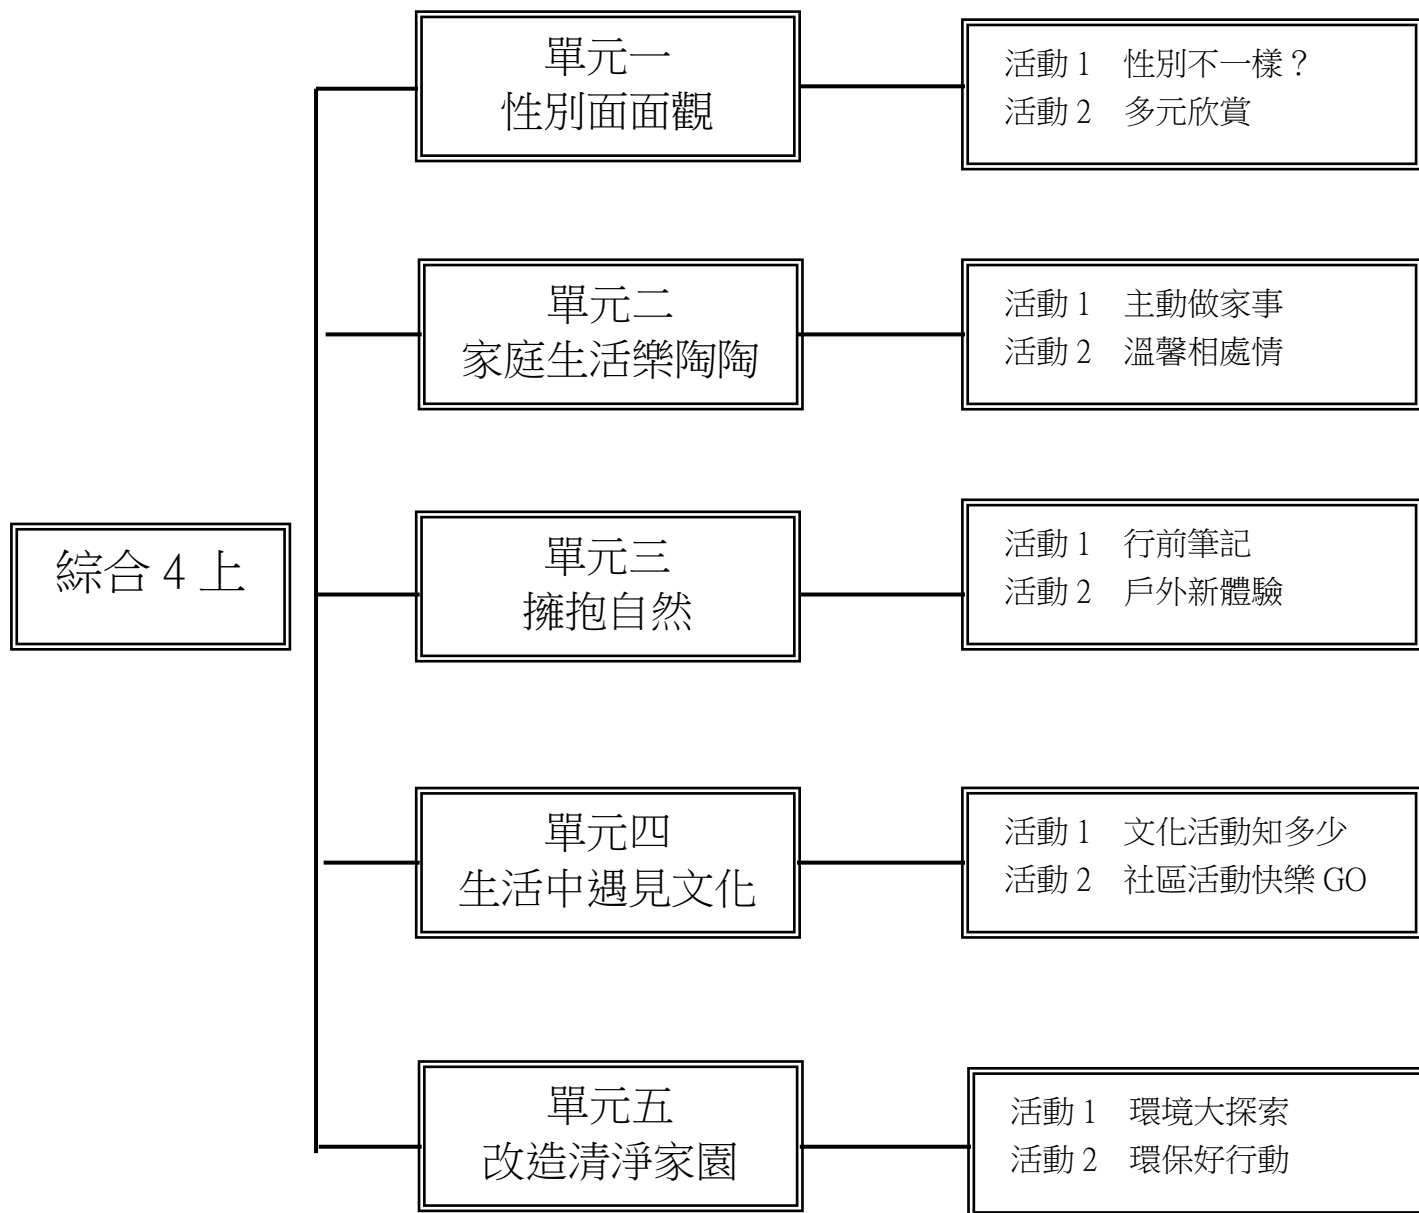 綜合 4 上
單元一
性別面面觀
活動 1　性別不一樣？
活動 2　多元欣賞
單元二
家庭生活樂陶陶
活動 1　主動做家事
活動 2　溫馨相處情
單元三
擁抱自然
活動 1　行前筆記
活動 2　戶外新體驗
單元四
生活中遇見文化
活動 1　文化活動知多少
活動 2　社區活動快樂 GO
單元五
改造清淨家園
活動 1　環境大探索
活動 2　環保好行動